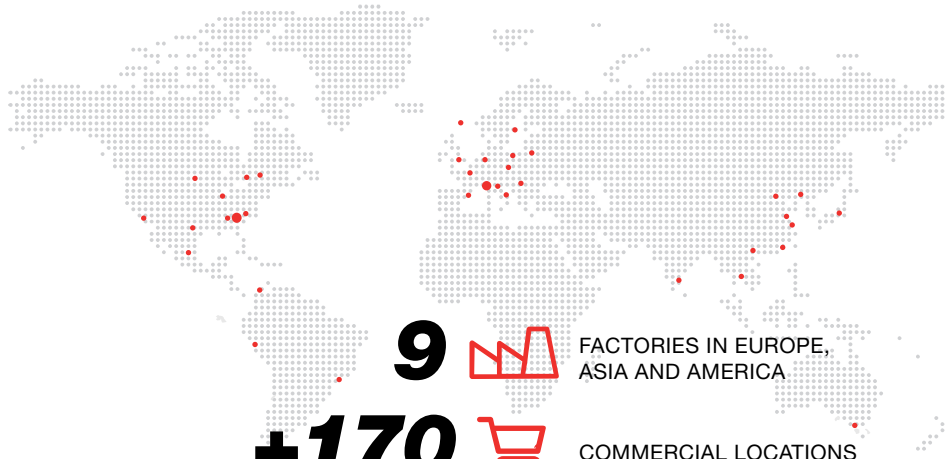 9
FACTORIES IN EUROPE,
ASIA AND AMERICA
+170
COMMERCIAL LOCATIONS